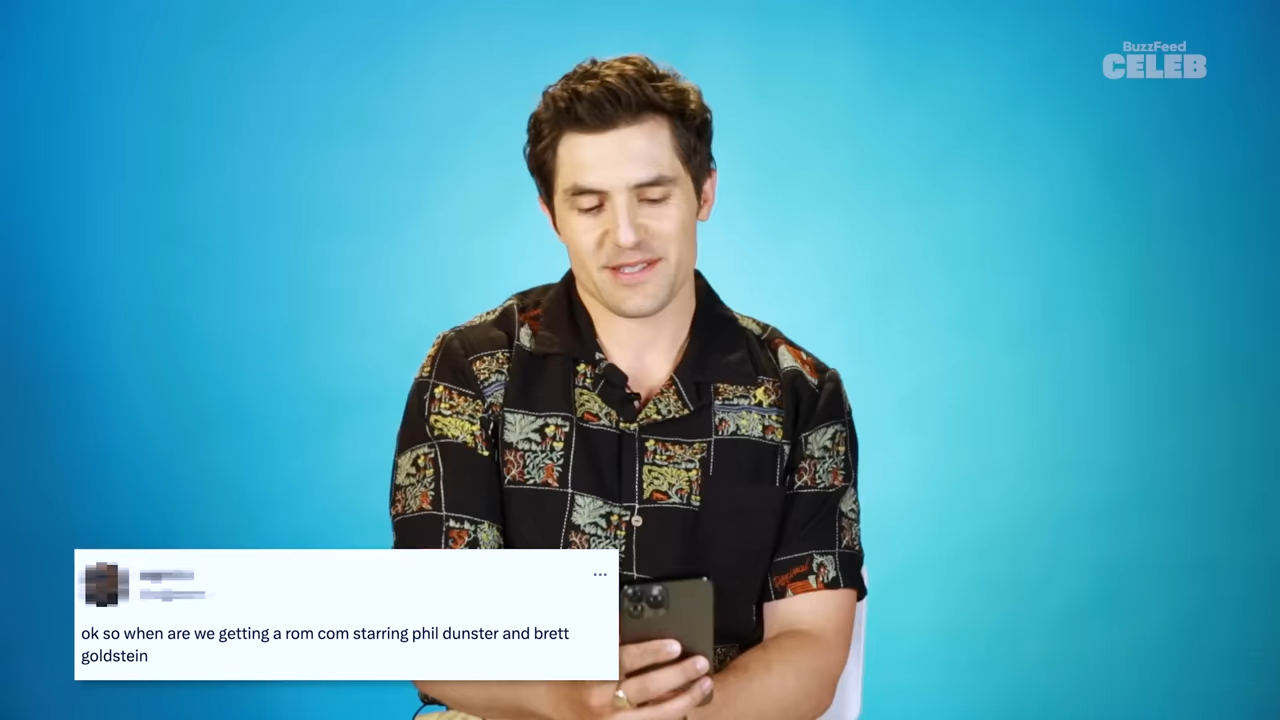 BuzzFeed
CELEB
ok so when are we getting a rom com starring phil dunster and brett
goldstein